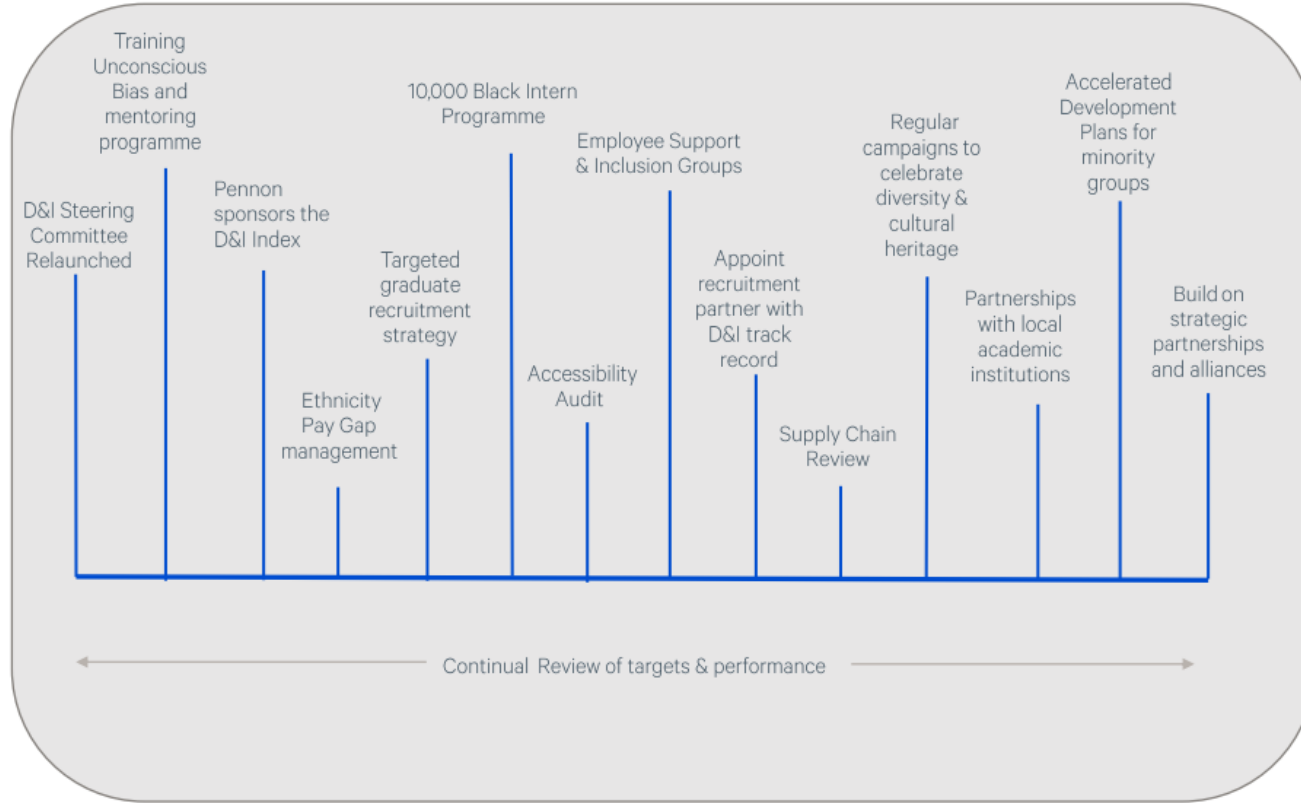 Training
Unconscious
Bias and
mentoring
programme
D&I Steering
Committee
Relaunched
Pennon
sponsors the
D&I Index
Ethnicity
Pay Gap
management
Targeted
graduate
recruitment
strategy
10,000 Black Intern
Programme
Accessibility
Audit
Employee Support
& Inclusion Groups
Appoint
recruitment
partner with
D&I track
record
Supply Chain
Review
Regular
campaigns to
celebrate
diversity &
cultural
heritage
Partnerships
with local
academic
institutions
Accelerated
Development
Plans for
minority
groups
Build on
strategic
partnerships
and alliances
Continual Review of targets & performance